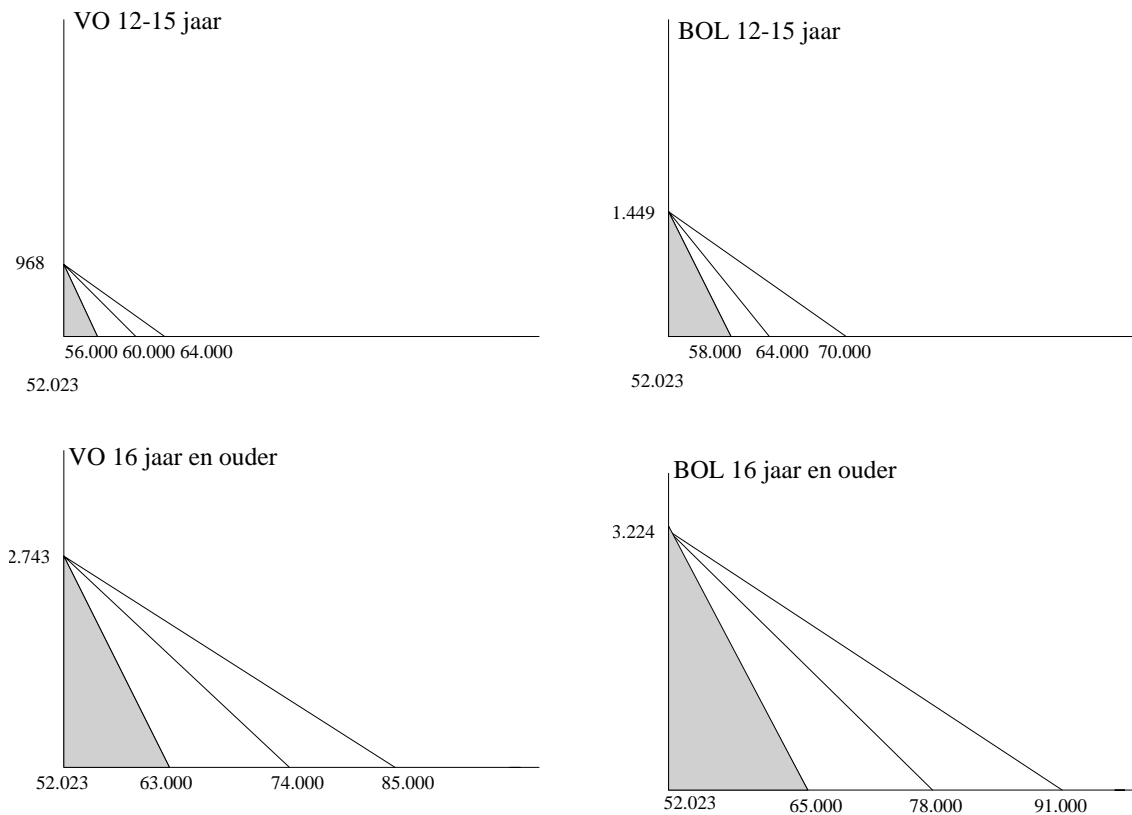 VO 12-15 jaar
968
56.000 60.000 64.000
52.023
BOL 12-15 jaar
1.449
58.000 64.000 70.000
52.023
VO 16 jaar en ouder
2.743
52.023 63.000 74.000 85.000
BOL 16 jaar en ouder
3.224
52.023 65.000 78.000 91.000